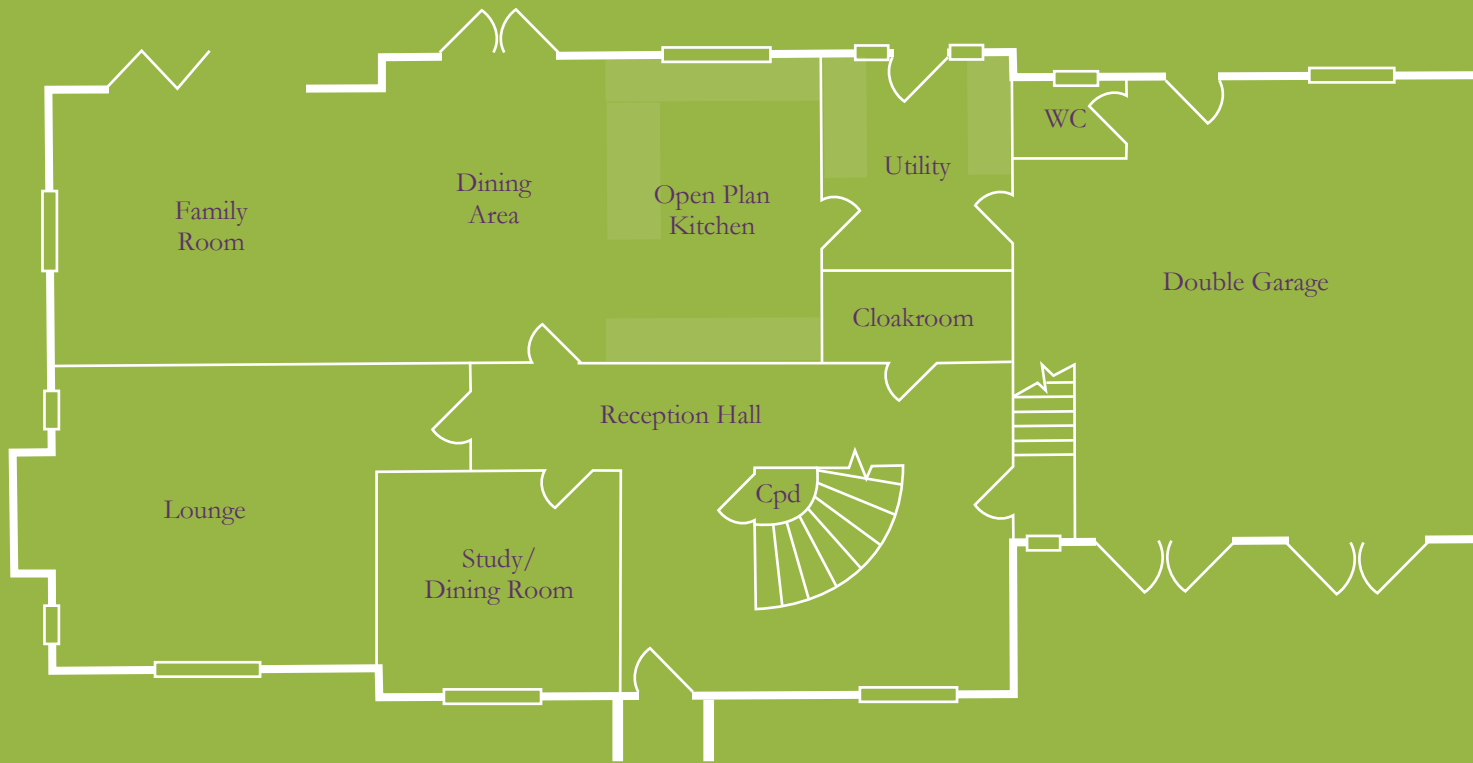 WC
Utility
Dining
Area
Open Plan
Kitchen
Family
Room
Double Garage
Cloakroom
Reception Hall
Cpd
Lounge
Study/
Dining Room